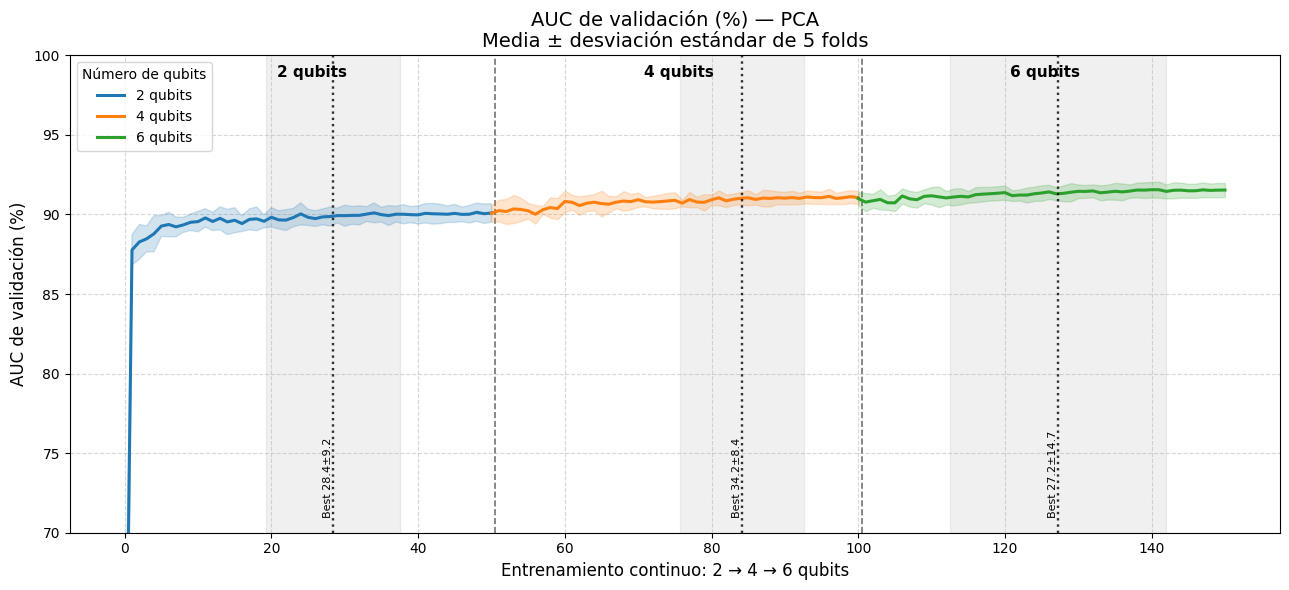 AUC de validación (%) — PCA
Media ± desviación estándar de 5 folds
Número de qubits
2 qubits
4 qubits
6 qubits
2 qubits
4 qubits
6 qubits
AUC de validación (%)
100
95
90
85
80
75
70
Best 28.4±9.2
Best 34.2±8.4
Best 27.2±14.7
0
20
40
60
80
100
120
140
Entrenamiento continuo: 2 → 4 → 6 qubits